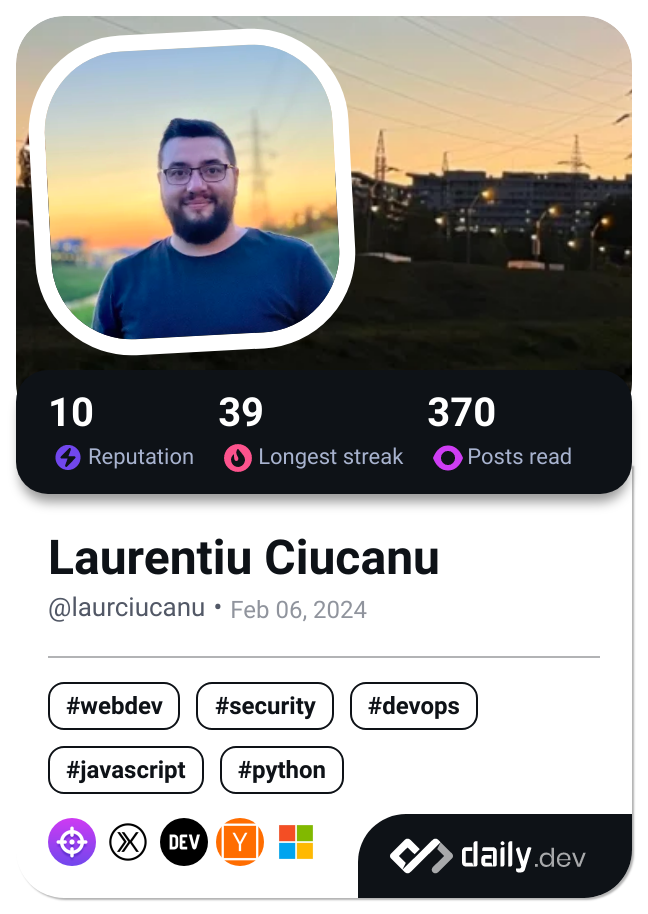 10 39 370
Reputation Longest streak Posts read
Laurentiu Ciucanu
@laurciucanu • Feb 06, 2024
#webdev #security #devops
#javascript #python
DEV Y daily.dev